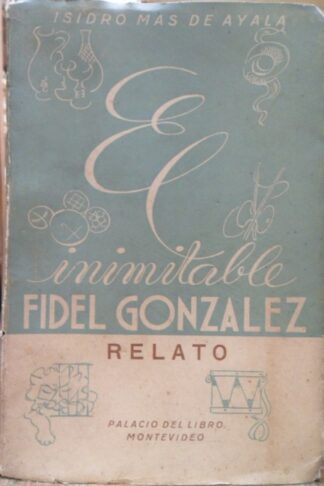 ISIDRO MAS DE AYALA
El
inimitable
FIDEL GONZALEZ
RELATO
PALACIO DEL LIBRO.
MONTEVIDEO